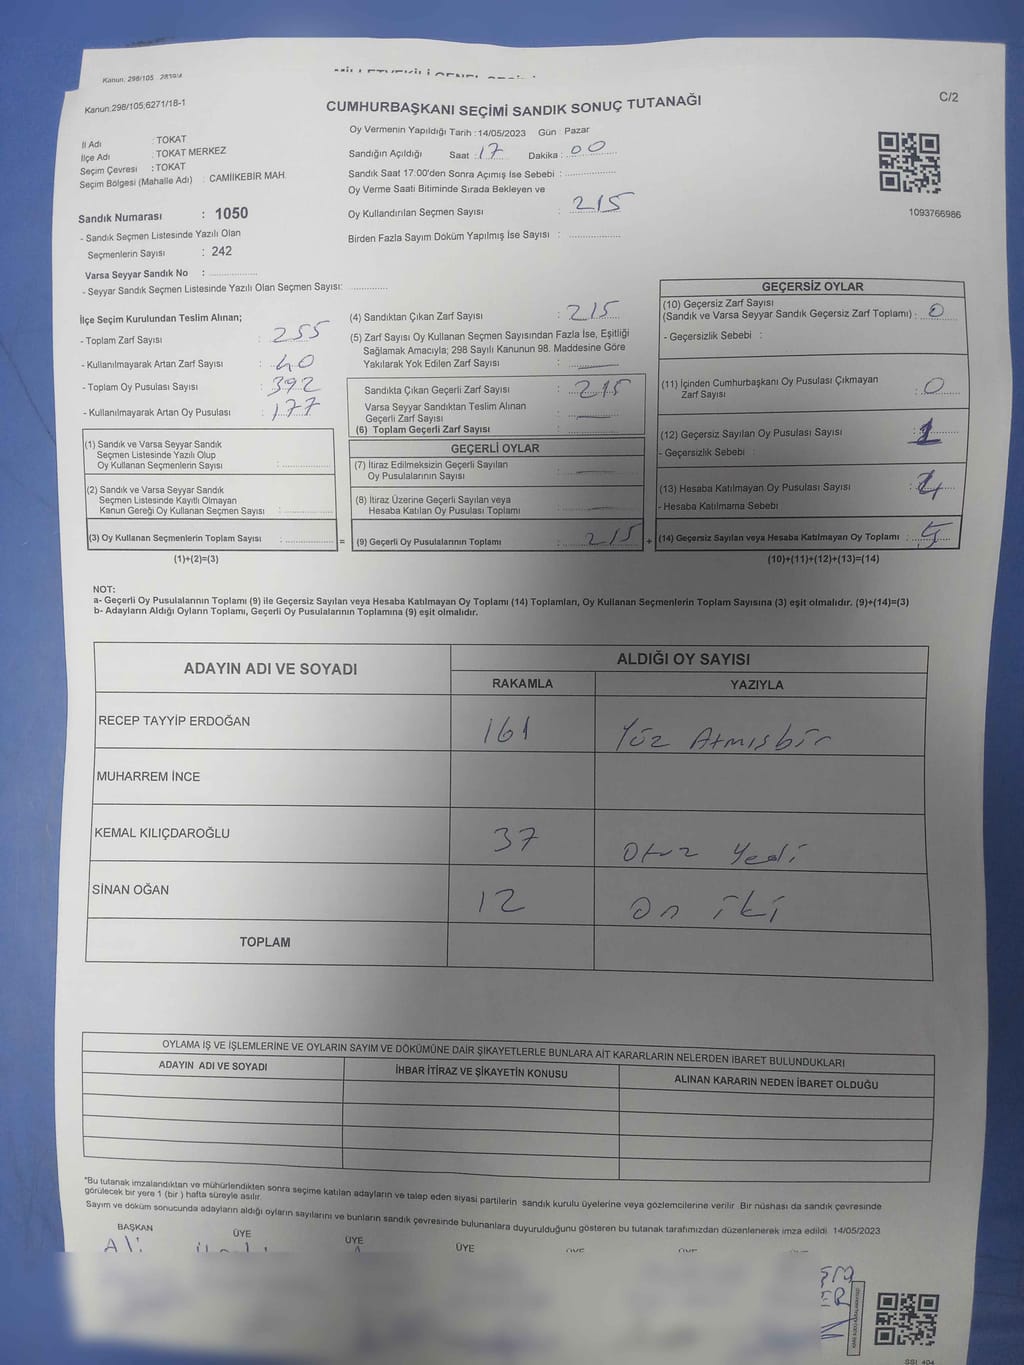 Kanun: 298/105
Kanun:298/105;6271/18-1
C/2
CUMHURBAŞKANI SEÇİMİ SANDIK SONUÇ TUTANAĞI
İl Adı : TOKAT
İlçe Adı : TOKAT MERKEZ
Seçim Çevresi : TOKAT
Seçim Bölgesi (Mahalle Adı) : CAMİİKEBİR MAH.
Sandık Numarası : 1050
- Sandık Seçmen Listesinde Yazılı Olan
Seçmenlerin Sayısı : 242
Varsa Seyyar Sandık No :
- Seyyar Sandık Seçmen Listesinde Yazılı Olan Seçmen Sayısı:
Oy Vermenin Yapıldığı Tarih : 14/05/2023 Gün : Pazar
Sandığın Açıldığı Saat : 17 Dakika : 00
Sandık Saat 17:00'den Sonra Açımış İse Sebebi :
Oy Verme Saati Bitiminde Sırada Bekleyen ve
Oy Kullandırılan Seçmen Sayısı : 215
Birden Fazla Sayım Döküm Yapılmış İse Sayısı :
1093766986
İlçe Seçim Kurulundan Teslim Alınan;
- Toplam Zarf Sayısı : 255
- Kullanılmayarak Artan Zarf Sayısı : 40
- Toplam Oy Pusulası Sayısı : 392
- Kullanılmayarak Artan Oy Pusulası : 177
(1) Sandık ve Varsa Seyyar Sandık
Seçmen Listesinde Yazılı Olup
Oy Kullanan Seçmenlerin Sayısı :
(2) Sandık ve Varsa Seyyar Sandık
Seçmen Listesinde Kayıtlı Olmayan
Kanun Gereği Oy Kullanan Seçmen Sayısı :
(3) Oy Kullanan Seçmenlerin Toplam Sayısı :
(1)+(2)=(3)
=
(4) Sandıktan Çıkan Zarf Sayısı : 215
(5) Zarf Sayısı Oy Kullanan Seçmen Sayısından Fazla İse, Eşitliği
Sağlamak Amacıyla; 298 Sayılı Kanunun 98. Maddesine Göre
Yakılarak Yok Edilen Zarf Sayısı :
Sandıkta Çıkan Geçerli Zarf Sayısı : 215
Varsa Seyyar Sandıktan Teslim Alınan
Geçerli Zarf Sayısı :
(6) Toplam Geçerli Zarf Sayısı :
GEÇERLİ OYLAR
(7) İtiraz Edilmeksizin Geçerli Sayılan
Oy Pusulalarının Sayısı :
(8) İtiraz Üzerine Geçerli Sayılan veya
Hesaba Katılan Oy Pusulası Toplamı :
(9) Geçerli Oy Pusulalarının Toplamı : 215
+
GEÇERSİZ OYLAR
(10) Geçersiz Zarf Sayısı
(Sandık ve Varsa Seyyar Sandık Geçersiz Zarf Toplamı) : 0
- Geçersizlik Sebebi :
(11) İçinden Cumhurbaşkanı Oy Pusulası Çıkmayan
Zarf Sayısı : 0
(12) Geçersiz Sayılan Oy Pusulası Sayısı : 1
- Geçersizlik Sebebi :
(13) Hesaba Katılmayan Oy Pusulası Sayısı : 4
- Hesaba Katılmama Sebebi
(14) Geçersiz Sayılan veya Hesaba Katılmayan Oy Toplamı : 5
(10)+(11)+(12)+(13)=(14)
NOT:
a- Geçerli Oy Pusulalarının Toplamı (9) ile Geçersiz Sayılan veya Hesaba Katılmayan Oy Toplamı (14) Toplamları, Oy Kullanan Seçmenlerin Toplam Sayısına (3) eşit olmalıdır. (9)+(14)=(3)
b- Adayların Aldığı Oyların Toplamı, Geçerli Oy Pusulalarının Toplamına (9) eşit olmalıdır.
ADAYIN ADI VE SOYADI
ALDIĞI OY SAYISI
RAKAMLA YAZIYLA
RECEP TAYYİP ERDOĞAN 161 Yüz Atmışbir
MUHARREM İNCE
KEMAL KILIÇDAROĞLU 37 Otuz Yedi
SİNAN OĞAN 12 On iki
TOPLAM
OYLAMA İŞ VE İŞLEMLERİNE VE OYLARIN SAYIM VE DÖKÜMÜNE DAİR ŞİKAYETLERLE BUNLARA AİT KARARLARIN NELERDEN İBARET BULUNDUKLARI
ADAYIN ADI VE SOYADI İHBAR İTİRAZ VE ŞİKAYETİN KONUSU ALINAN KARARIN NEDEN İBARET OLDUĞU
*Bu tutanak imzalandıktan ve mühürlendikten sonra seçime katılan adayların ve talep eden siyasi partilerin sandık kurulu üyelerine veya gözlemcilerine verilir. Bir nüshası da sandık çevresinde
görülecek bir yere 1 (bir ) hafta süreyle asılır.
Sayım ve döküm sonucunda adayların aldığı oyların sayılarını ve bunların sandık çevresinde bulunanlara duyurulduğunu gösteren bu tutanak tarafımızdan düzenlenerek imza edildi. 14/05/2023
BAŞKAN ÜYE ÜYE ÜYE
SSI 404